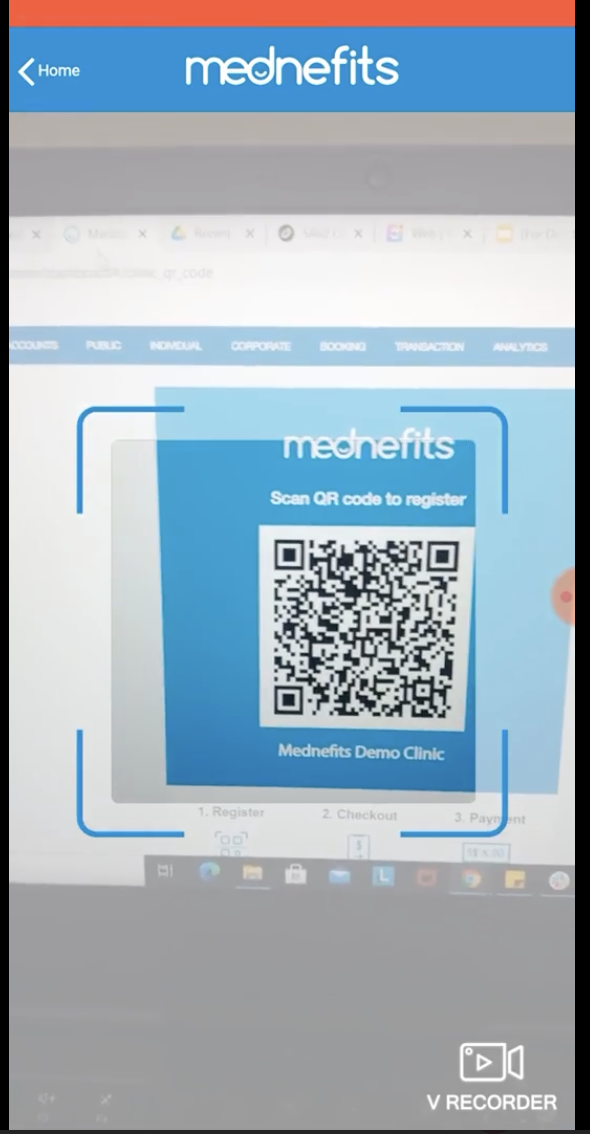 Home
mednefits
qr_code
PUBLIC
INDIVIDUAL
CORPORATE
BOOKING
TRANSACTION
ANALYTICS
mednefits
Scan QR code to register
Mednefits Demo Clinic
1. Register
2. Checkout
3. Payment
L
V RECORDER